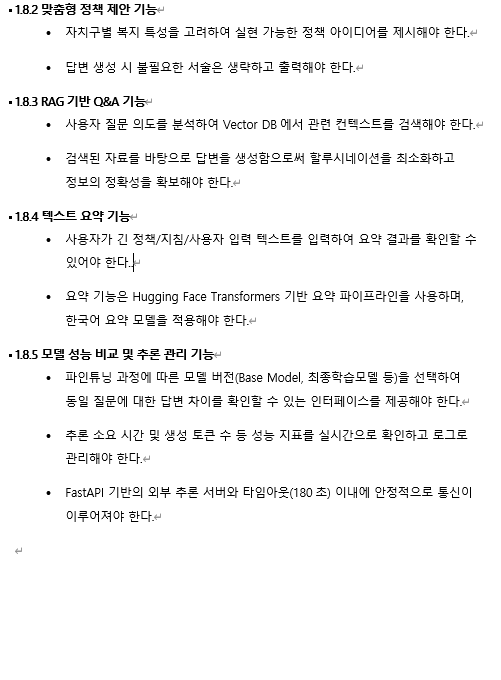 ▪ 1.8.2 맞춤형 정책 제안 기능↵
• 자치구별 복지 특성을 고려하여 실현 가능한 정책 아이디어를 제시해야 한다.↵
• 답변 생성 시 불필요한 서술은 생략하고 출력해야 한다.↵
▪ 1.8.3 RAG 기반 Q&A 기능↵
• 사용자 질문 의도를 분석하여 Vector DB 에서 관련 컨텍스트를 검색해야 한다.↵
• 검색된 자료를 바탕으로 답변을 생성함으로써 할루시네이션을 최소화하고
정보의 정확성을 확보해야 한다.↵
▪ 1.8.4 텍스트 요약 기능↵
• 사용자가 긴 정책/지침/사용자 입력 텍스트를 입력하여 요약 결과를 확인할 수
있어야 한다.↵
• 요약 기능은 Hugging Face Transformers 기반 요약 파이프라인을 사용하며,
한국어 요약 모델을 적용해야 한다.↵
▪ 1.8.5 모델 성능 비교 및 추론 관리 기능↵
• 파인튜닝 과정에 따른 모델 버전(Base Model, 최종학습모델 등)을 선택하여
동일 질문에 대한 답변 차이를 확인할 수 있는 인터페이스를 제공해야 한다.↵
• 추론 소요 시간 및 생성 토큰 수 등 성능 지표를 실시간으로 확인하고 로그로
관리해야 한다.↵
• FastAPI 기반의 외부 추론 서버와 타임아웃(180 초) 이내에 안정적으로 통신이
이루어져야 한다.↵
↵